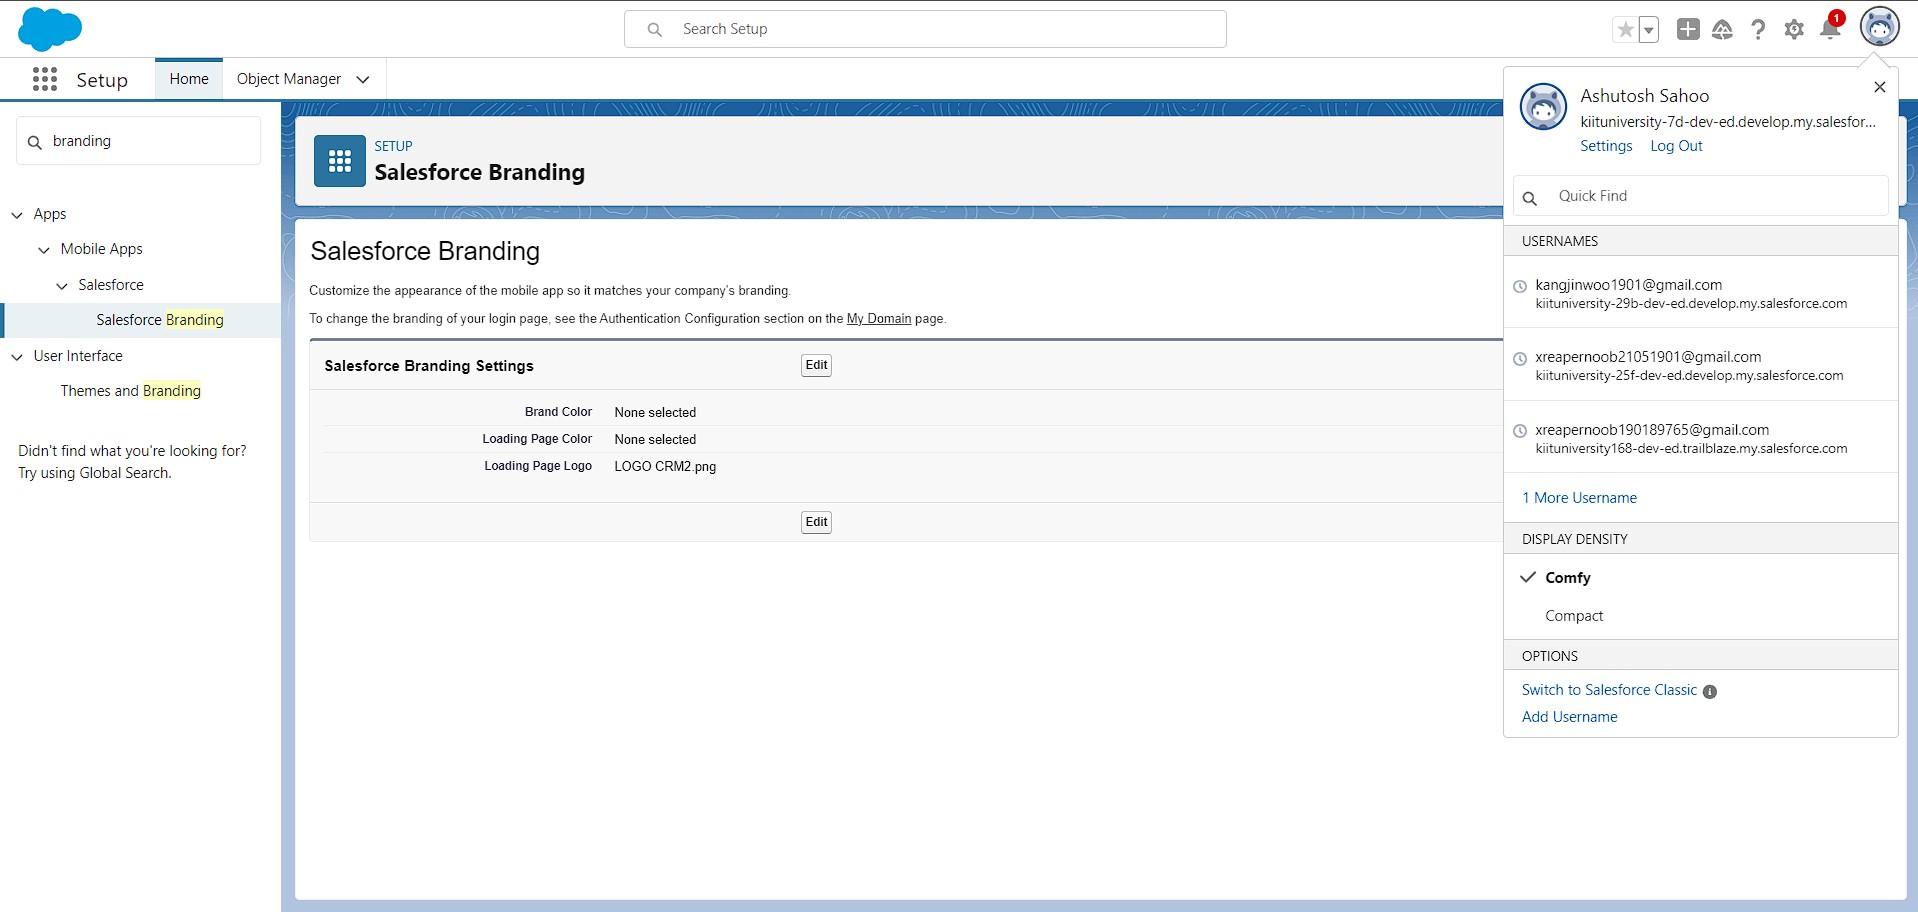 Search Setup
1
Setup
Home
Object Manager
branding
Apps
Mobile Apps
Salesforce
Salesforce Branding
User Interface
Themes and Branding
Didn't find what you're looking for?
Try using Global Search.
SETUP
Salesforce Branding
Salesforce Branding
Customize the appearance of the mobile app so it matches your company's branding.
To change the branding of your login page, see the Authentication Configuration section on the My Domain page.
Salesforce Branding Settings
Edit
Brand Color None selected
Loading Page Color None selected
Loading Page Logo LOGO CRM2.png
Edit
Ashutosh Sahoo
kiituniversity-7d-dev-ed.develop.my.salesfor...
Settings Log Out
Quick Find
USERNAMES
kangjinwoo1901@gmail.com
kiituniversity-29b-dev-ed.develop.my.salesforce.com
xreapernoob21051901@gmail.com
kiituniversity-25f-dev-ed.develop.my.salesforce.com
xreapernoob190189765@gmail.com
kiituniversity168-dev-ed.trailblaze.my.salesforce.com
1 More Username
DISPLAY DENSITY
Comfy
Compact
OPTIONS
Switch to Salesforce Classic
Add Username